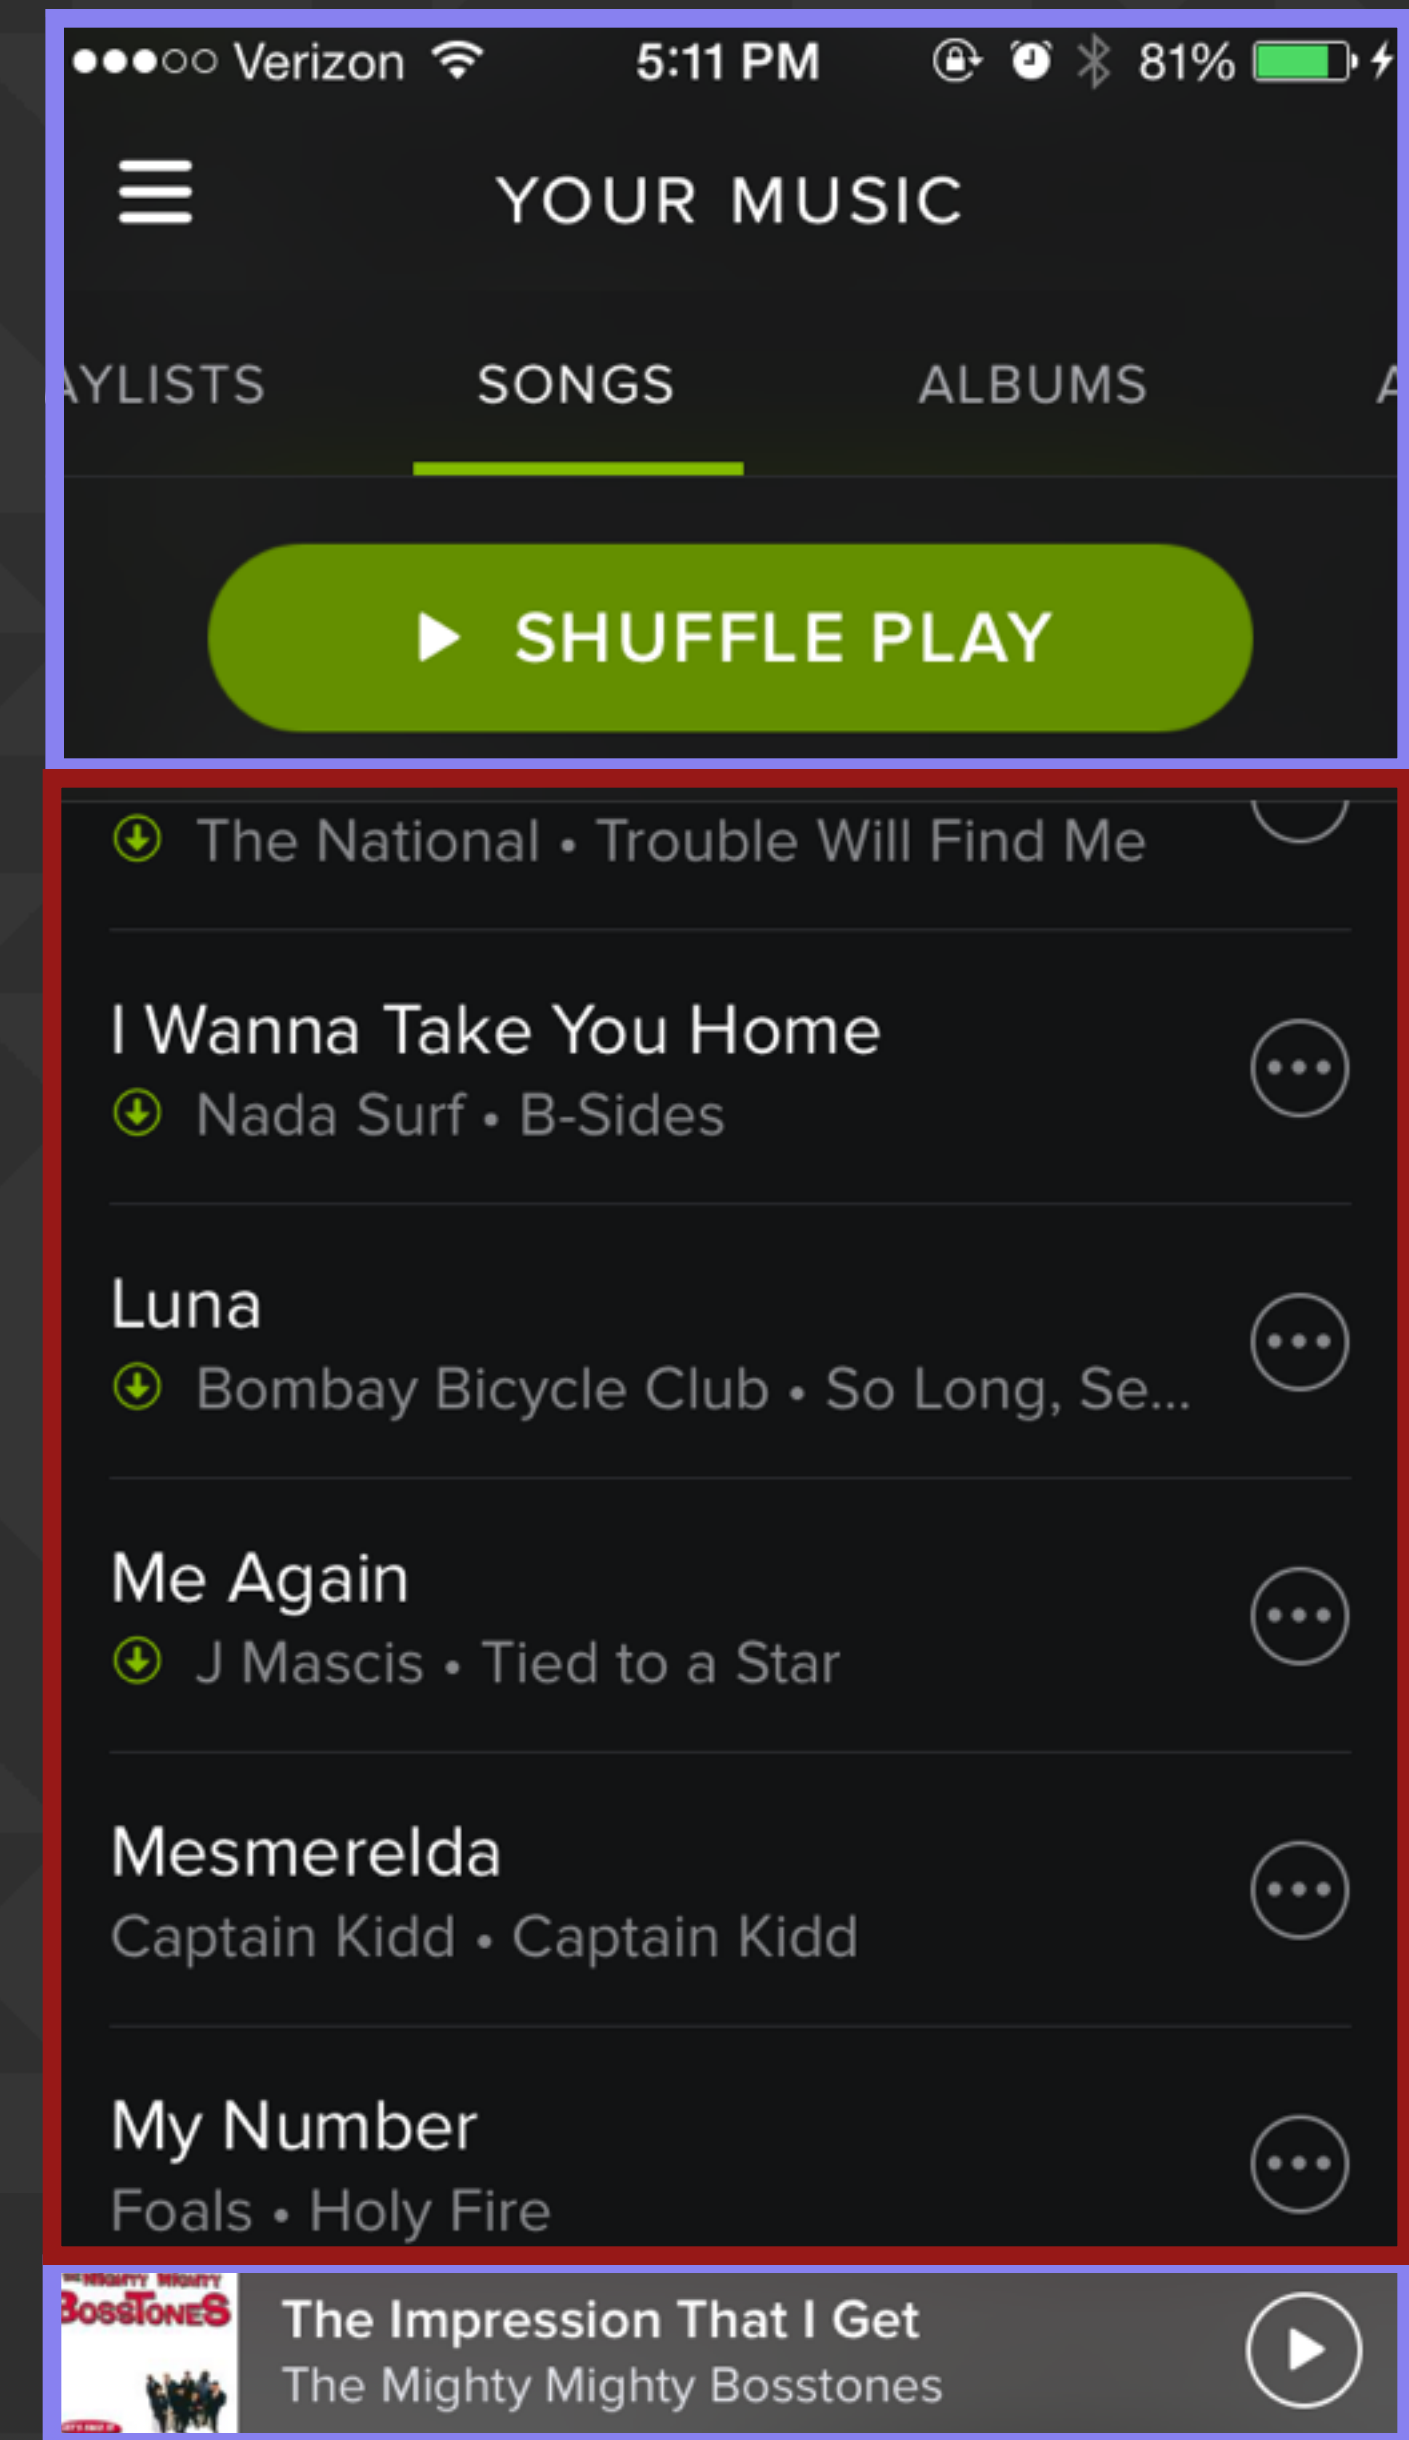 Verizon 5:11 PM 81%
YOUR MUSIC
AYLISTS SONGS ALBUMS A
SHUFFLE PLAY
The National • Trouble Will Find Me
I Wanna Take You Home
Nada Surf • B-Sides
Luna
Bombay Bicycle Club • So Long, Se...
Me Again
J Mascis • Tied to a Star
Mesmerelda
Captain Kidd • Captain Kidd
My Number
Foals • Holy Fire
MIGHTY MIGHTY
BOSSTONES
The Impression That I Get
The Mighty Mighty Bosstones